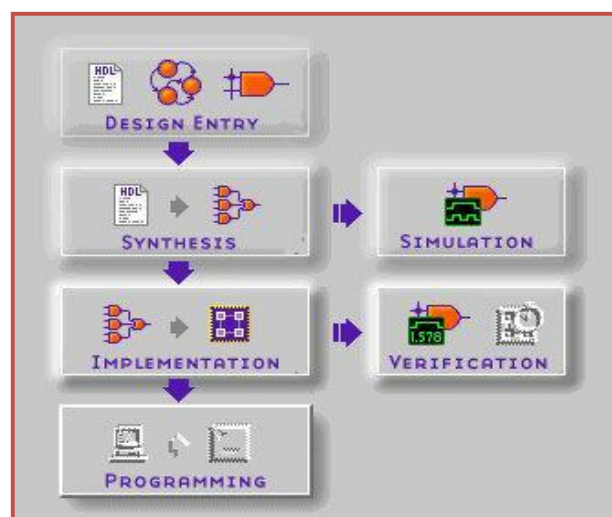 HDL
DESIGN ENTRY
HDL
SYNTHESIS
SIMULATION
IMPLEMENTATION
1.578
VERIFICATION
PROGRAMMING